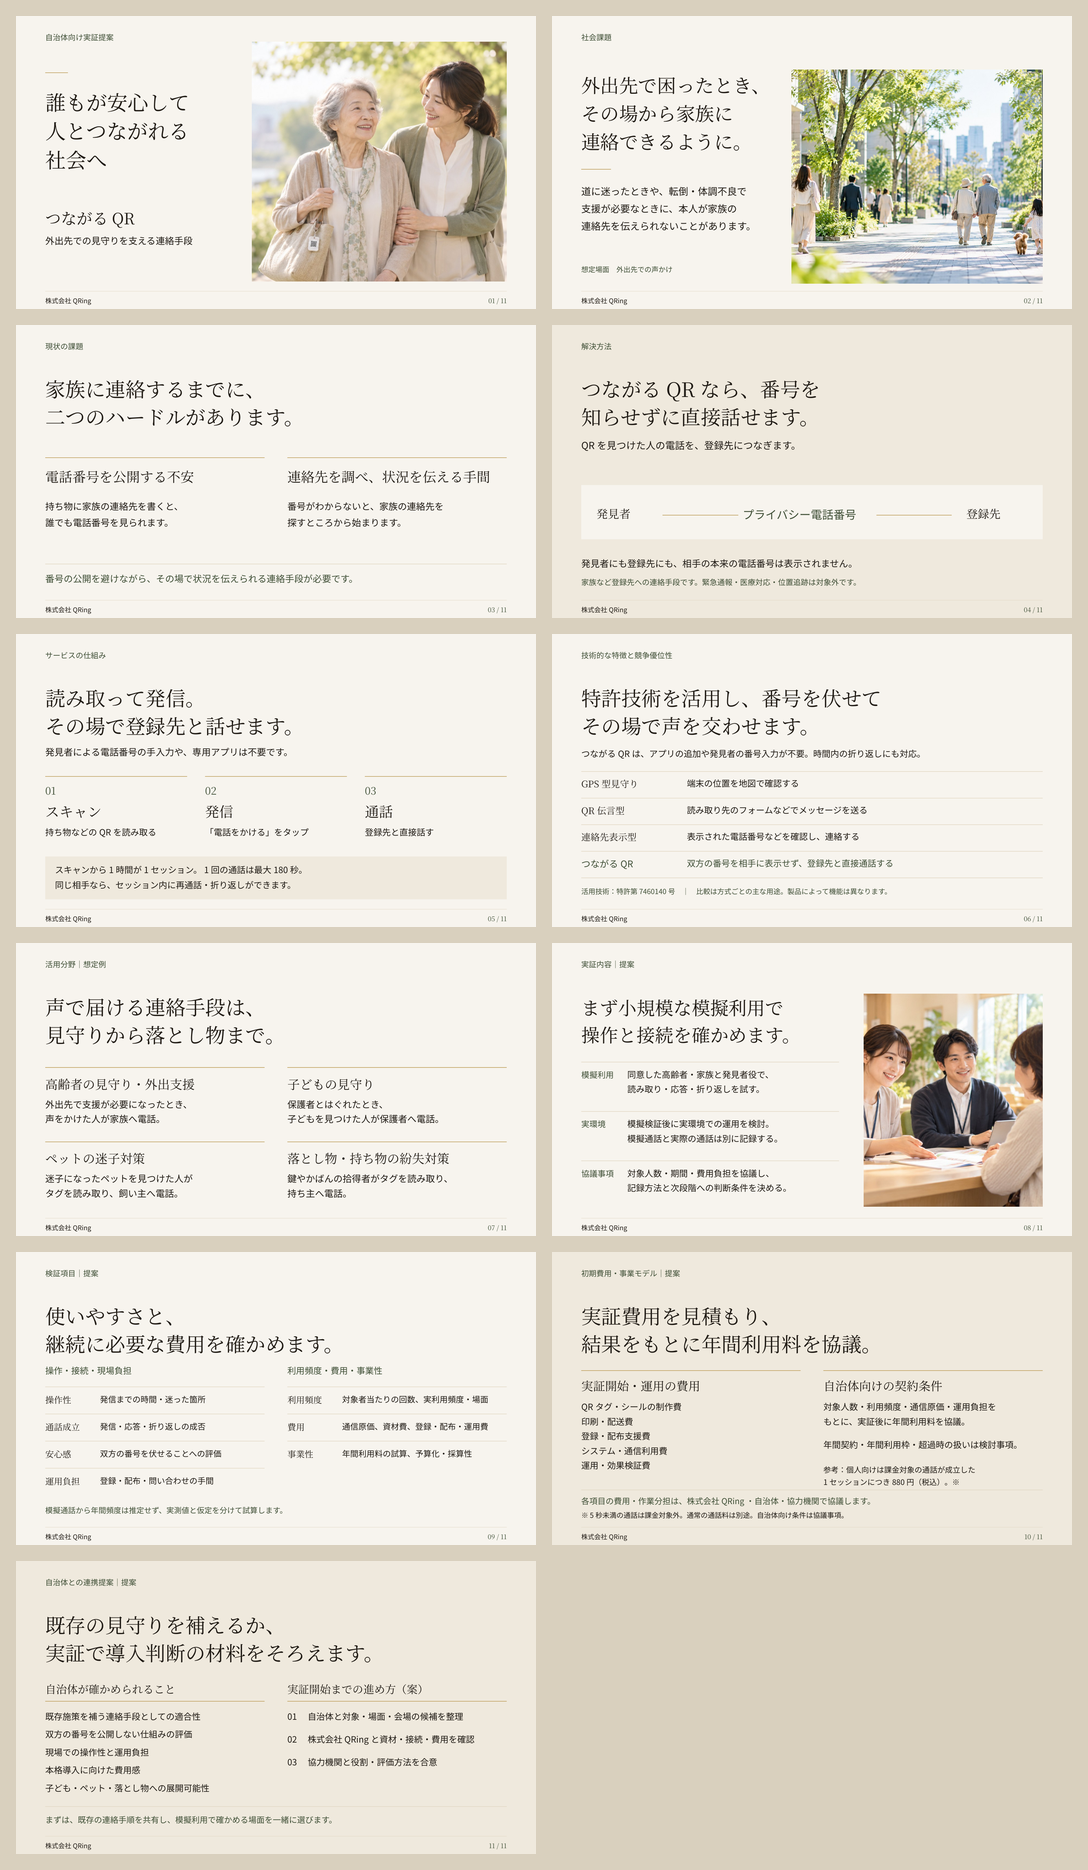 自治体向け実証提案
誰もが安心して
人とつながれる
社会へ
つながる QR
外出先での見守りを支える連絡手段
株式会社 QRing
01 / 11
社会課題
外出先で困ったとき、
その場から家族に
連絡できるように。
道に迷ったときや、転倒・体調不良で
支援が必要なときに、本人が家族の
連絡先を伝えられないことがあります。
想定場面　外出先での声かけ
株式会社 QRing
02 / 11
現状の課題
家族に連絡するまでに、
二つのハードルがあります。
電話番号を公開する不安
持ち物に家族の連絡先を書くと、
誰でも電話番号を見られます。
連絡先を調べ、状況を伝える手間
番号がわからないと、家族の連絡先を
探すところから始まります。
番号の公開を避けながら、その場で状況を伝えられる連絡手段が必要です。
株式会社 QRing
03 / 11
解決方法
つながる QR なら、番号を
知らせずに直接話せます。
QR を見つけた人の電話を、登録先につなぎます。
発見者
プライバシー電話番号
登録先
発見者にも登録先にも、相手の本来の電話番号は表示されません。
家族など登録先への連絡手段です。緊急通報・医療対応・位置追跡は対象外です。
株式会社 QRing
04 / 11
サービスの仕組み
読み取って発信。
その場で登録先と話せます。
発見者による電話番号の手入力や、専用アプリは不要です。
01
スキャン
持ち物などの QR を読み取る
02
発信
「電話をかける」をタップ
03
通話
登録先と直接話す
スキャンから 1 時間が 1 セッション。 1 回の通話は最大 180 秒。
同じ相手なら、セッション内に再通話・折り返しができます。
株式会社 QRing
05 / 11
技術的な特徴と競争優位性
特許技術を活用し、番号を伏せて
その場で声を交わせます。
つながる QR は、アプリの追加や発見者の番号入力が不要。時間内の折り返しにも対応。
GPS 型見守り
端末の位置を地図で確認する
QR 伝言型
読み取り先のフォームなどでメッセージを送る
連絡先表示型
表示された電話番号などを確認し、連絡する
つながる QR
双方の番号を相手に表示せず、登録先と直接通話する
活用技術：特許第 7460140 号　｜　比較は方式ごとの主な用途。製品によって機能は異なります。
株式会社 QRing
06 / 11
活用分野｜想定例
声で届ける連絡手段は、
見守りから落とし物まで。
高齢者の見守り・外出支援
外出先で支援が必要になったとき、
声をかけた人が家族へ電話。
子どもの見守り
保護者とはぐれたとき、
子どもを見つけた人が保護者へ電話。
ペットの迷子対策
迷子になったペットを見つけた人が
タグを読み取り、飼い主へ電話。
落とし物・持ち物の紛失対策
鍵やかばんの拾得者がタグを読み取り、
持ち主へ電話。
株式会社 QRing
07 / 11
実証内容｜提案
まず小規模な模擬利用で
操作と接続を確かめます。
模擬利用
同意した高齢者・家族と発見者役で、
読み取り・応答・折り返しを試す。
実環境
模擬検証後に実環境での運用を検討。
模擬通話と実際の通話は別に記録する。
協議事項
対象人数・期間・費用負担を協議し、
記録方法と次段階への判断条件を決める。
株式会社 QRing
08 / 11
検証項目｜提案
使いやすさと、
継続に必要な費用を確かめます。
操作・接続・現場負担
操作性
発信までの時間・迷った箇所
通話成立
発信・応答・折り返しの成否
安心感
双方の番号を伏せることへの評価
運用負担
登録・配布・問い合わせの手間
利用頻度・費用・事業性
利用頻度
対象者当たりの回数、実利用頻度・場面
費用
通信原価、資材費、登録・配布・運用費
事業性
年間利用料の試算、予算化・採算性
模擬通話から年間頻度は推定せず、実測値と仮定を分けて試算します。
株式会社 QRing
09 / 11
初期費用・事業モデル｜提案
実証費用を見積もり、
結果をもとに年間利用料を協議。
実証開始・運用の費用
QR タグ・シールの制作費
印刷・配送費
登録・配布支援費
システム・通信利用費
運用・効果検証費
自治体向けの契約条件
対象人数・利用頻度・通信原価・運用負担を
もとに、実証後に年間利用料を協議。
年間契約・年間利用枠・超過時の扱いは検討事項。
参考：個人向けは課金対象の通話が成立した
1 セッションにつき 880 円（税込）。※
各項目の費用・作業分担は、株式会社 QRing・自治体・協力機関で協議します。
※ 5 秒未満の通話は課金対象外。通常の通話料は別途。自治体向け条件は協議事項。
株式会社 QRing
10 / 11
自治体との連携提案｜提案
既存の見守りを補えるか、
実証で導入判断の材料をそろえます。
自治体が確かめられること
既存施策を補う連絡手段としての適合性
双方の番号を公開しない仕組みの評価
現場での操作性と運用負担
本格導入に向けた費用感
子ども・ペット・落とし物への展開可能性
実証開始までの進め方（案）
01　自治体と対象・場面・会場の候補を整理
02　株式会社 QRing と資材・接続・費用を確認
03　協力機関と役割・評価方法を合意
まずは、既存の連絡手順を共有し、模擬利用で確かめる場面を一緒に選びます。
株式会社 QRing
11 / 11